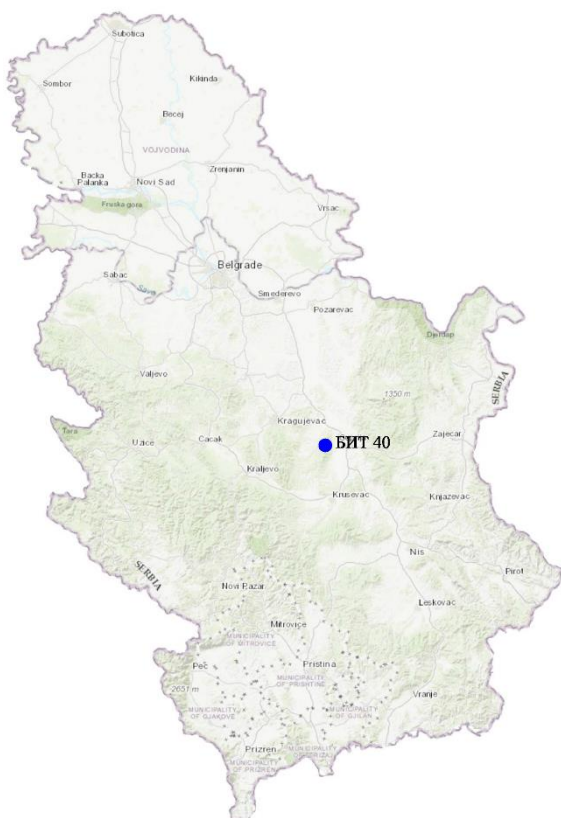 Subotica
Sombor
Kikinda
Becej
VOJVODINA
Backa
Palanka
Novi Sad
Zrenjanin
Fruska gora
Vrsac
Sabac
Sava
Belgrade
Smederevo
Pozarevac
Djerdap
Valjevo
1350 m
SERBIA
Kragujevac
Tara
Uzice
Cacak
БИТ 40
Zajecar
Kraljevo
Krusevac
Knjazevac
Nis
SERBIA
Pirot
Novi Pazar
Leskovac
Mitrovice
MUNICIPALITY
OF MITROVICE
Peć
Pristina
2651 m
MUNICIPALITY
OF PRISHTINE
Vranje
MUNICIPALITY
OF GJAKOVE
MUNICIPALITY
OF GJILAN
Prizren
MUNICIPALITY
OF PRIZREN
MUNICIPALITY